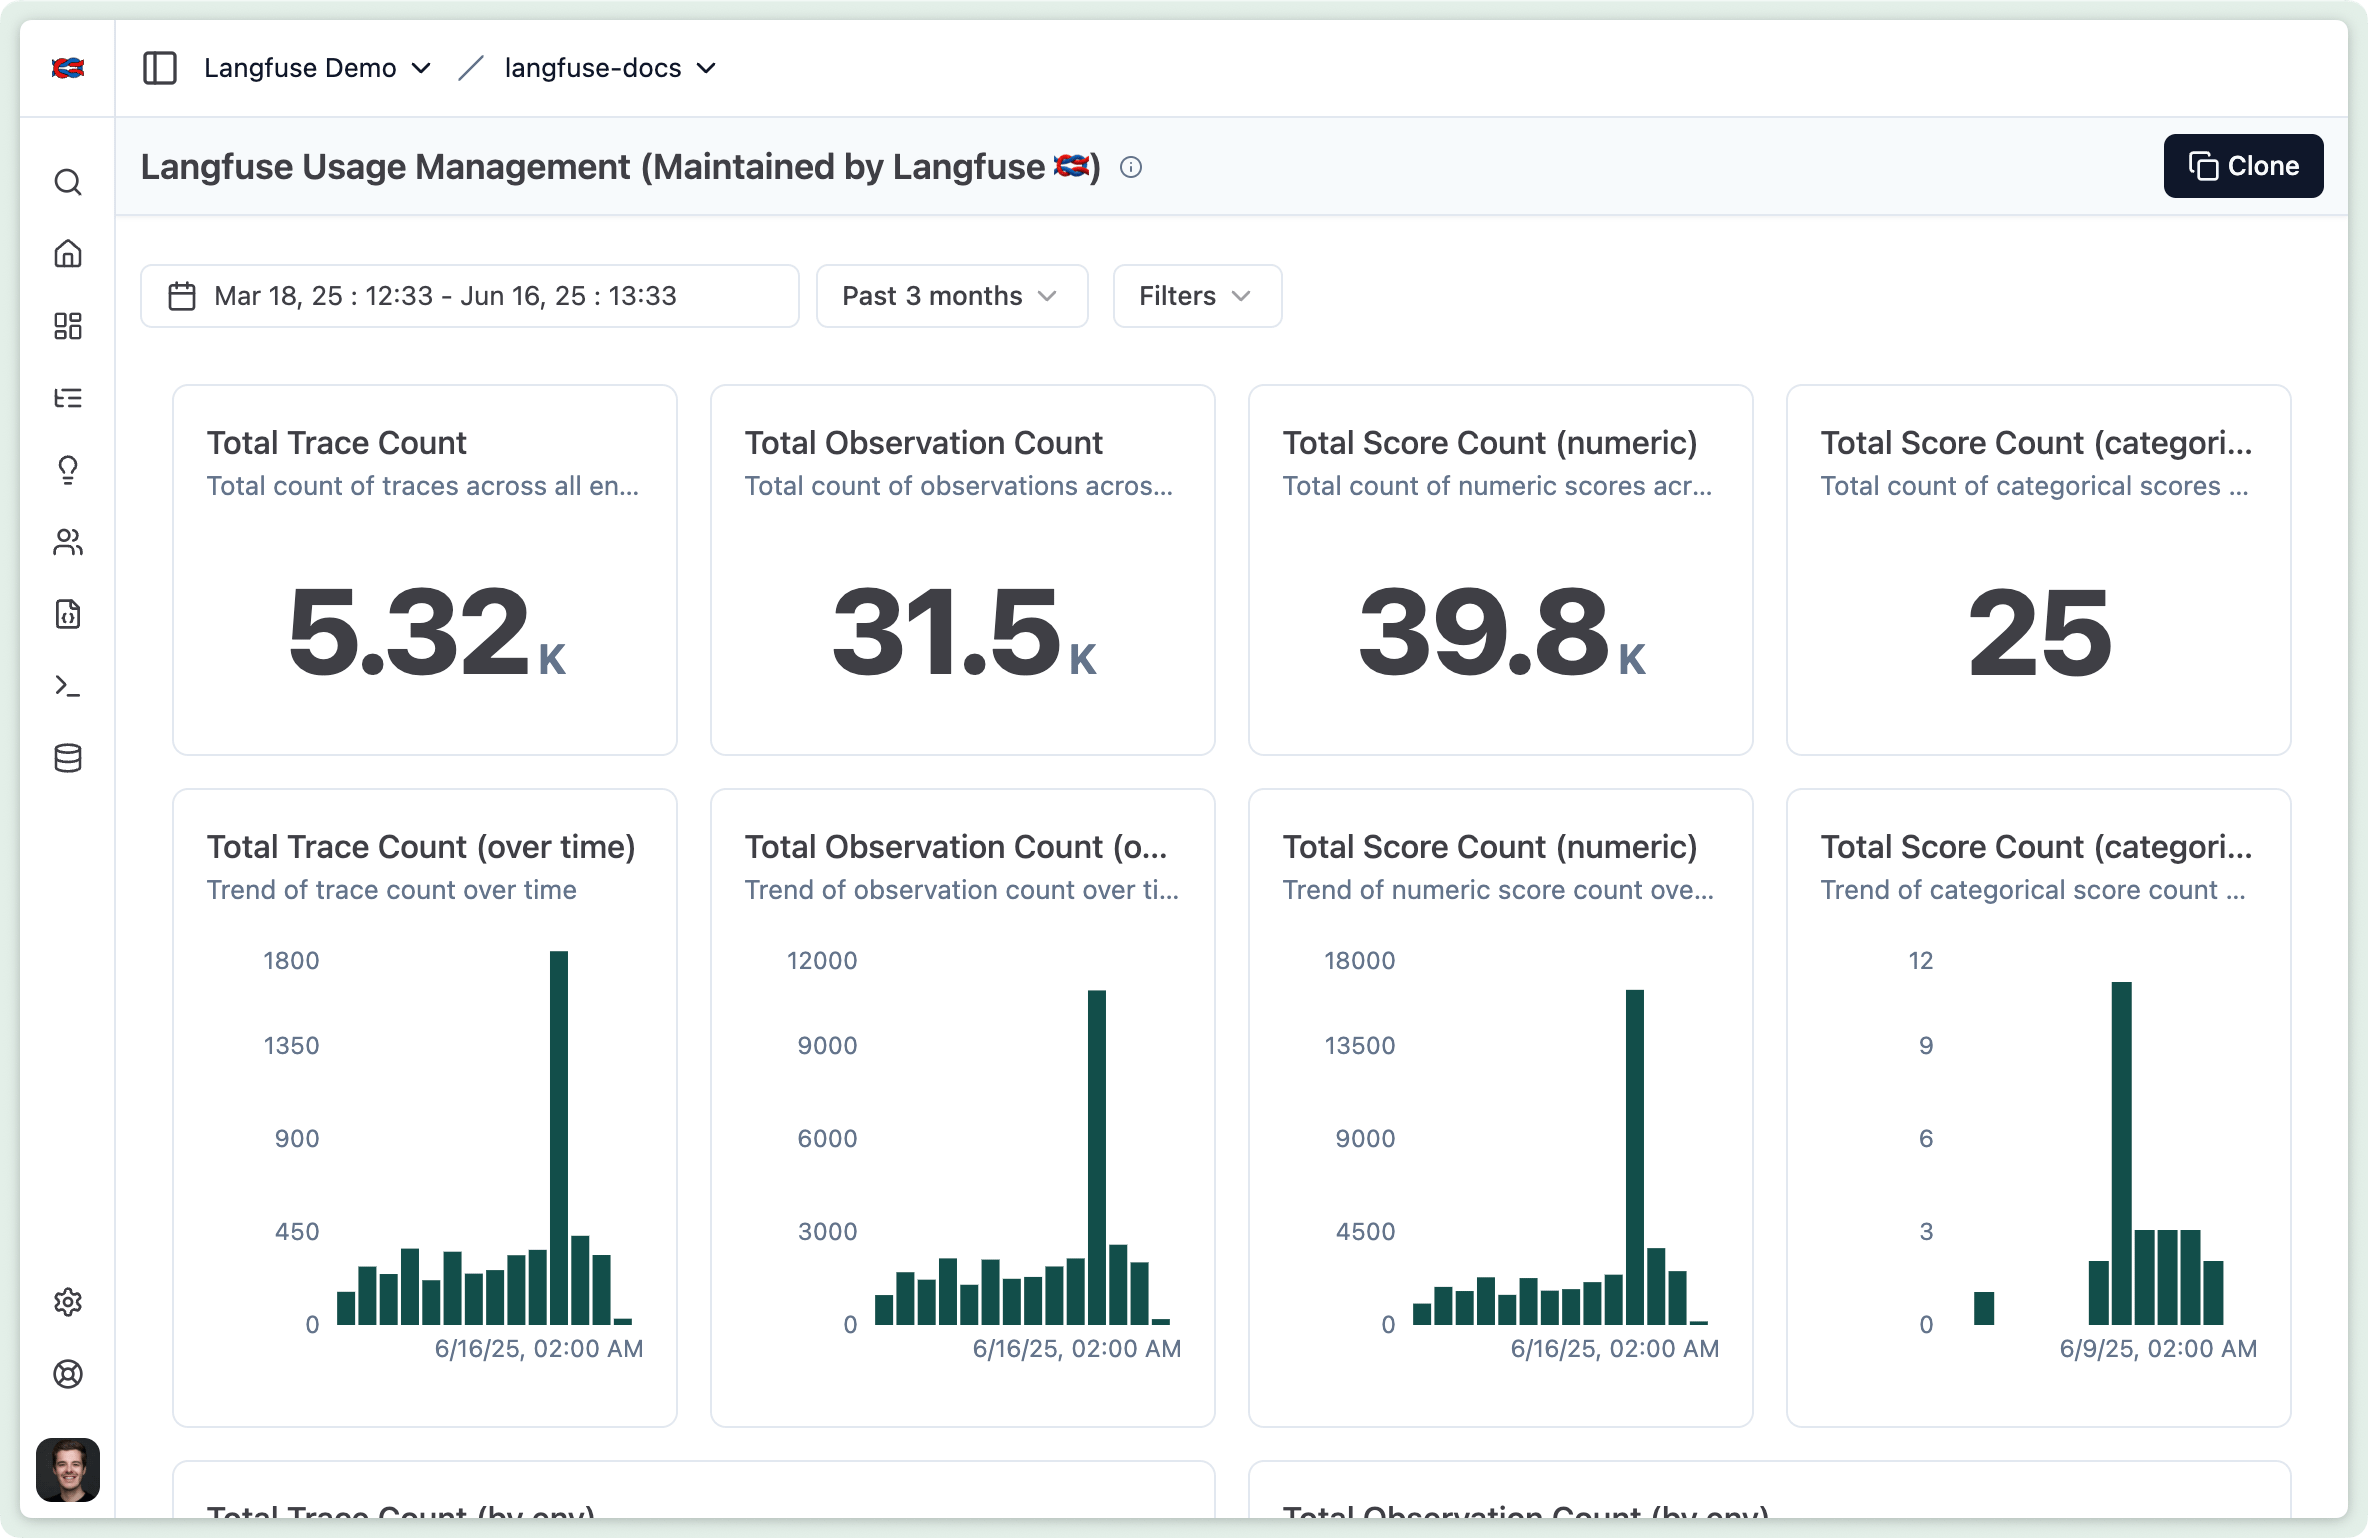 Langfuse Demo / langfuse-docs
Langfuse Usage Management (Maintained by Langfuse )
Clone
Mar 18, 25 : 12:33 - Jun 16, 25 : 13:33
Past 3 months
Filters
Total Trace Count
Total count of traces across all en...
5.32 K
Total Observation Count
Total count of observations acros...
31.5 K
Total Score Count (numeric)
Total count of numeric scores acr...
39.8 K
Total Score Count (categori...
Total count of categorical scores ...
25
Total Trace Count (over time)
Trend of trace count over time
1800
1350
900
450
0
6/16/25, 02:00 AM
Total Observation Count (o...
Trend of observation count over ti...
12000
9000
6000
3000
0
6/16/25, 02:00 AM
Total Score Count (numeric)
Trend of numeric score count ove...
18000
13500
9000
4500
0
6/16/25, 02:00 AM
Total Score Count (categori...
Trend of categorical score count ...
12
9
6
3
0
6/9/25, 02:00 AM
Total Trace Count (by env)
Total Observation Count (by env)